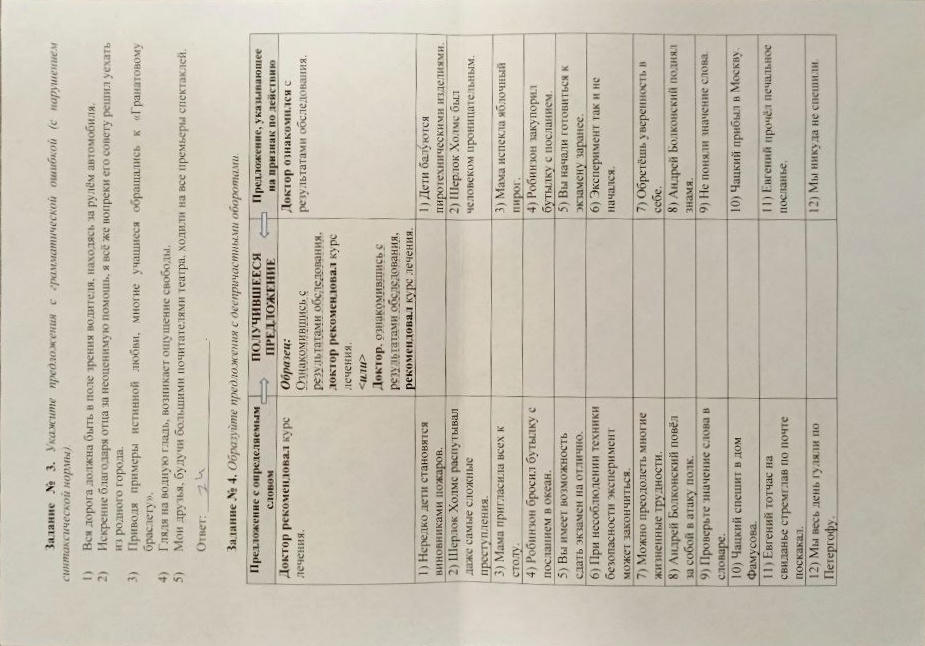 Задание № 3. Укажите предложения с грамматической ошибкой (с нарушением
синтаксической нормы)
1) Вся дорога должна быть в поле зрения водителя, находясь за рулём автомобиля.
2) Искренне благодаря отца за неоценимую помощь, я всё же вопреки его совету решил уехать
из родного города.
3) Приводя примеры истинной любви, многие учащиеся обращались к «Гранатовому
браслету».
4) Глядя на водную гладь, возникает ощущение свободы.
5) Мои друзья, будучи большими почитателями театра, ходили на все премьеры спектаклей.
Ответ:
Задание № 4. Образуйте предложения с деепричастными оборотами.
Предложение с определяемым
словом
ПОЛУЧИВШЕЕСЯ
ПРЕДЛОЖЕНИЕ
Предложение, указывающее
на признак по действию
Доктор рекомендовал курс
лечения.
Образец:
Ознакомившись с
результатами обследования,
доктор рекомендовал курс
лечения.
<или>
Доктор, ознакомившись с
результатами обследования,
рекомендовал курс лечения.
Доктор ознакомился с
результатами обследования.
1) Нередко дети становятся
виновниками пожаров.
1) Дети балуются
пиротехническими изделиями.
2) Шерлок Холмс распутывал
даже самые сложные
преступления.
2) Шерлок Холмс был
человеком проницательным.
3) Мама пригласила всех к
столу.
3) Мама испекла яблочный
пирог.
4) Робинзон бросил бутылку с
посланием в океан.
4) Робинзон закупорил
бутылку с посланием.
5) Вы имеет возможность
сдать экзамен на отлично.
5) Вы начали готовиться к
экзамену заранее.
6) При несоблюдении техники
безопасности эксперимент
может закончиться.
6) Эксперимент так и не
начался.
7) Можно преодолеть многие
жизненные трудности.
7) Обретёшь уверенность в
себе.
8) Андрей Болконский повёл
за собой в атаку полк.
8) Андрей Болконский поднял
знамя.
9) Проверьте значение слова в
словаре.
9) Не поняли значение слова.
10) Чацкий спешит в дом
Фамусова.
10) Чацкий прибыл в Москву.
11) Евгений тотчас на
свиданье стремглав по почте
поскакал.
11) Евгений прочёл печальное
посланье.
12) Мы весь день гуляли по
Петергофу.
12) Мы никуда не спешили.